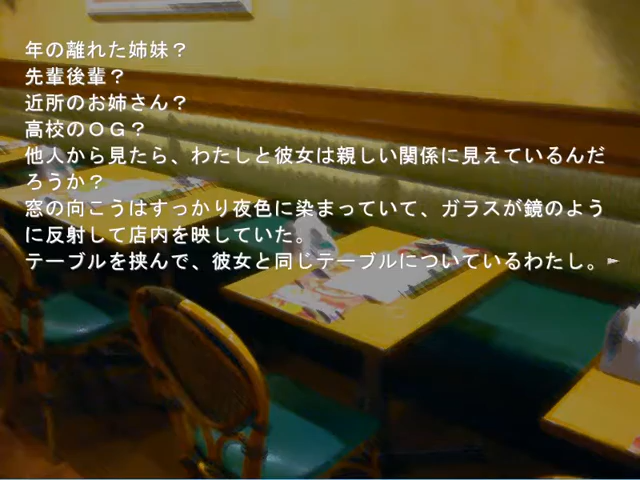 年の離れた姉妹？
先輩後輩？
近所のお姉さん？
高校のＯＧ？
他人から見たら、わたしと彼女は親しい関係に見えているんだ
ろうか？
窓の向こうはすっかり夜色に染まっていて、ガラスが鏡のよう
に反射して店内を映していた。
テーブルを挟んで、彼女と同じテーブルについているわたし。